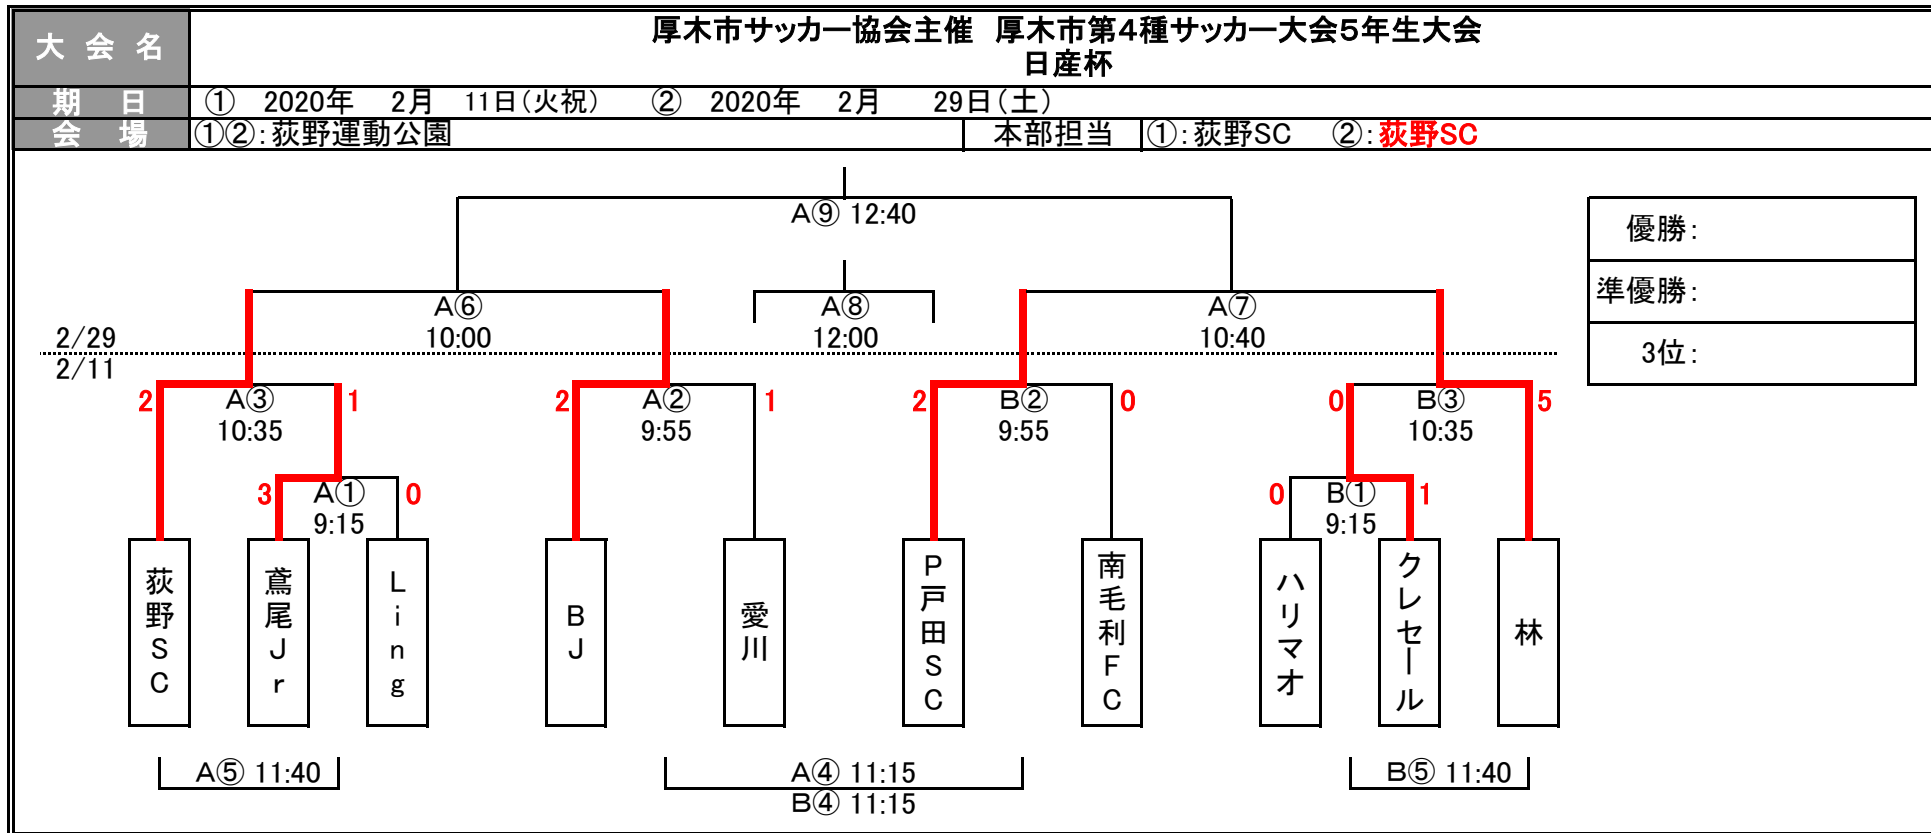 大会名
厚木市サッカー協会主催 厚木市第4種サッカー大会5年生大会
日産杯
期日
① 2020年 2月 11日(火祝) ② 2020年 2月 29日(土)
会場
①②:荻野運動公園
本部担当
①:荻野SC ②:荻野SC
A⑨ 12:40
優勝:
準優勝:
3位:
A⑥
10:00
A⑧
12:00
A⑦
10:40
2/29
2/11
2 A③ 1
10:35
2 A② 1
9:55
2 B② 0
9:55
0 B③ 5
10:35
3 A① 0
9:15
0 B① 1
9:15
荻野SC
鳶尾Jr
Ling
BJ
愛川
P戸田SC
南毛利FC
ハリマオ
クレセール
林
A⑤ 11:40
A④ 11:15
B④ 11:15
B⑤ 11:40